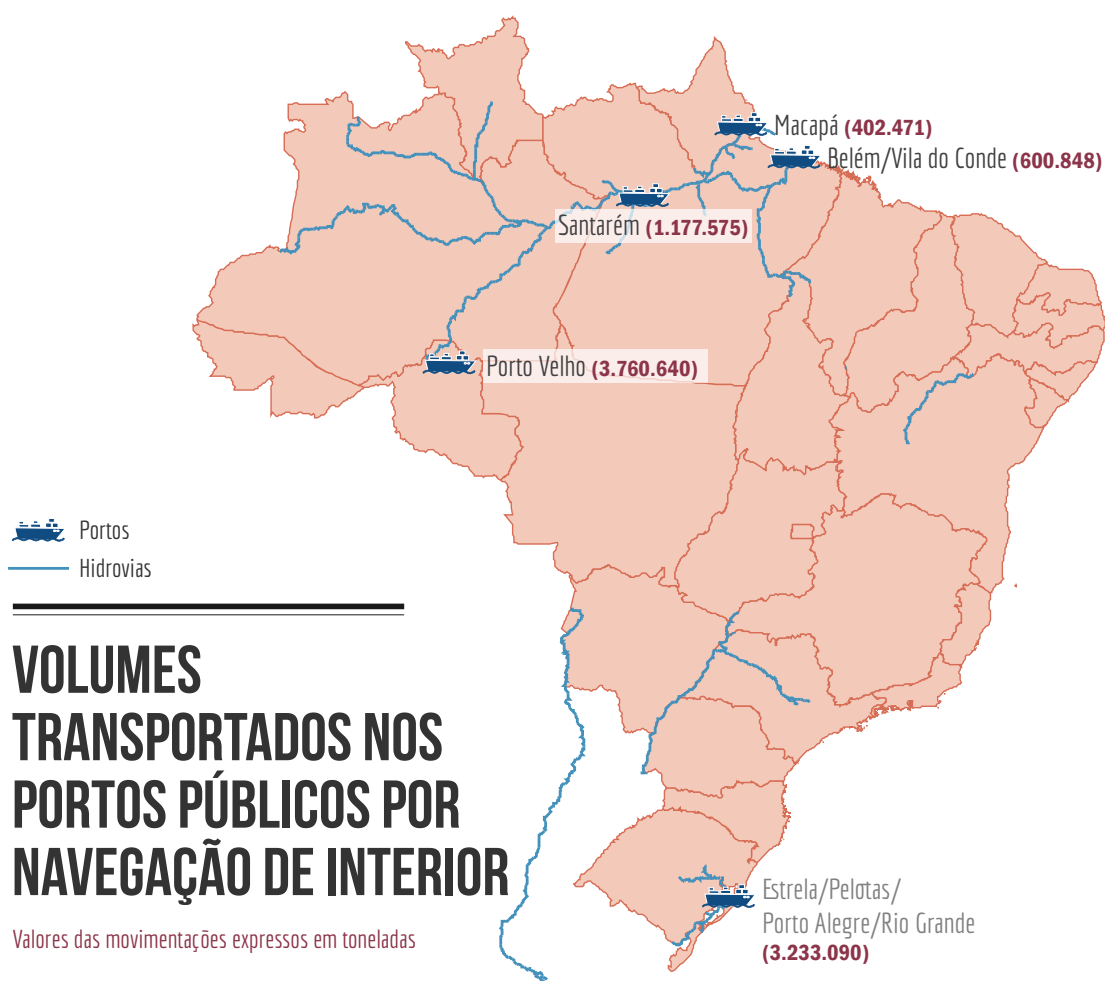 Macapá (402.471)
Belém/Vila do Conde (600.848)
Santarém (1.177.575)
Porto Velho (3.760.640)
Portos
Hidrovias
VOLUMES
TRANSPORTADOS NOS
PORTOS PÚBLICOS POR
NAVEGAÇÃO DE INTERIOR
Valores das movimentações expressos em toneladas
Estrela/Pelotas/
Porto Alegre/Rio Grande
(3.233.090)